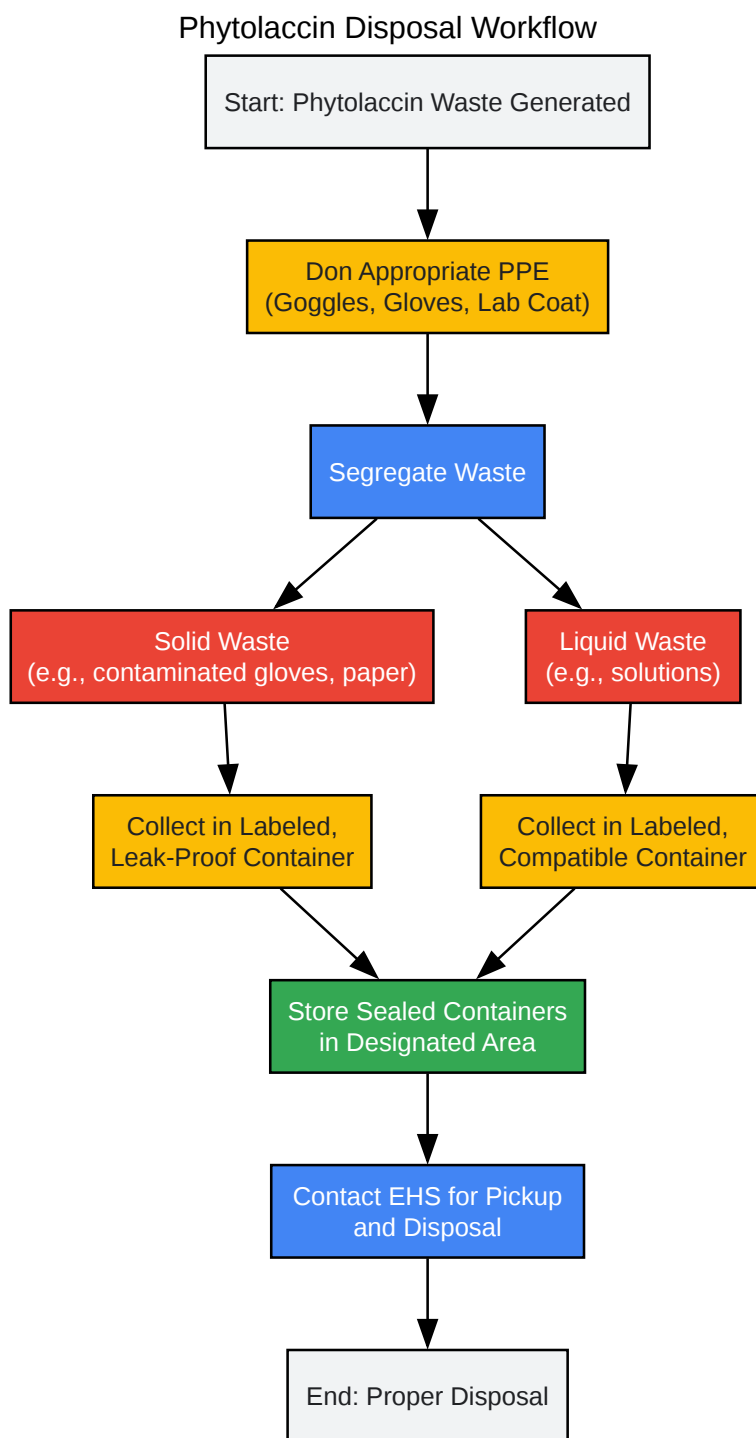 Phytolaccin Disposal Workflow
Start: Phytolaccin Waste Generated
Don Appropriate PPE
(Goggles, Gloves, Lab Coat)
Segregate Waste
Solid Waste
(e.g., contaminated gloves, paper)
Liquid Waste
(e.g., solutions)
Collect in Labeled,
Leak-Proof Container
Collect in Labeled,
Compatible Container
Store Sealed Containers
in Designated Area
Contact EHS for Pickup
and Disposal
End: Proper Disposal